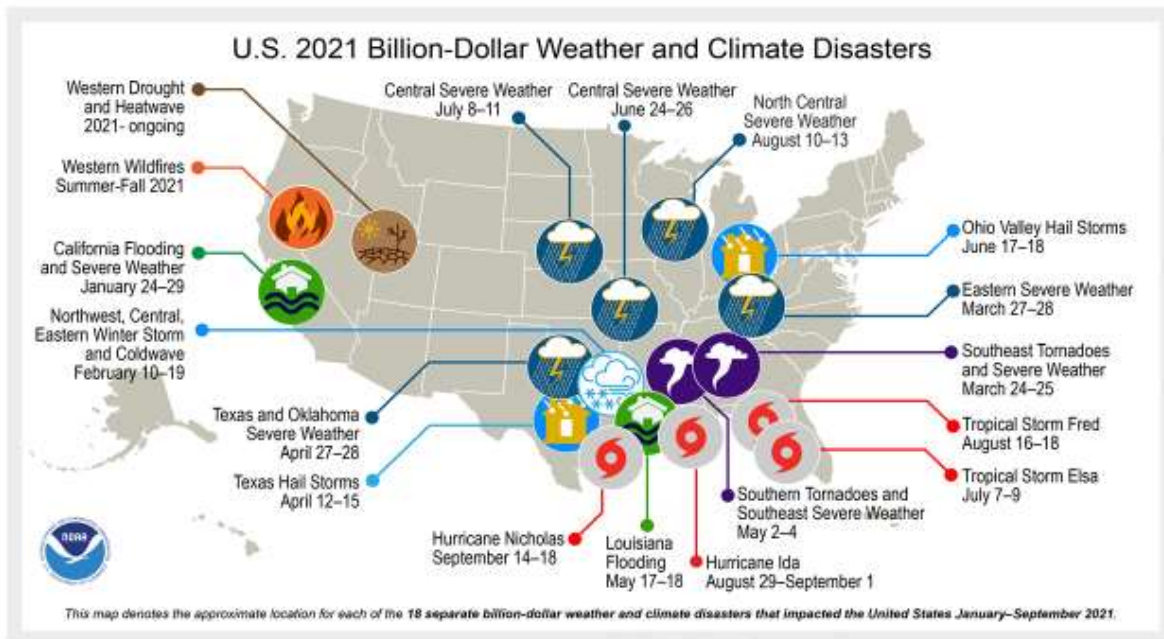 U.S. 2021 Billion-Dollar Weather and Climate Disasters
Western Drought
and Heatwave
2021- ongoing
Central Severe Weather
July 8–11
Central Severe Weather
June 24–26
North Central
Severe Weather
August 10–13
Western Wildfires
Summer-Fall 2021
California Flooding
and Severe Weather
January 24–29
Ohio Valley Hail Storms
June 17–18
Eastern Severe Weather
March 27–28
Northwest, Central,
Eastern Winter Storm
and Coldwave
February 10–19
Southeast Tornadoes
and Severe Weather
March 24–25
Texas and Oklahoma
Severe Weather
April 27–28
Tropical Storm Fred
August 16–18
Texas Hail Storms
April 12–15
Tropical Storm Elsa
July 7–9
Southern Tornadoes and
Southeast Severe Weather
May 2–4
Hurricane Nicholas
September 14–18
Louisiana
Flooding
May 17–18
Hurricane Ida
August 29–September 1
NOAA
This map denotes the approximate location for each of the 18 separate billion-dollar weather and climate disasters that impacted the United States January–September 2021.